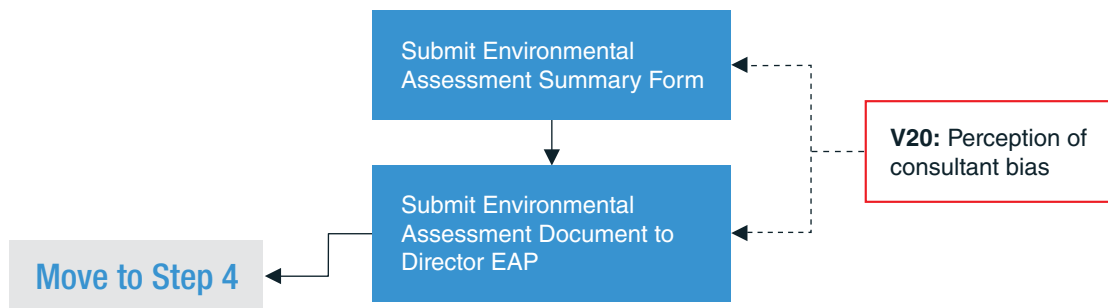 Submit Environmental
Assessment Summary Form
V20: Perception of
consultant bias
Submit Environmental
Assessment Document to
Director EAP
Move to Step 4